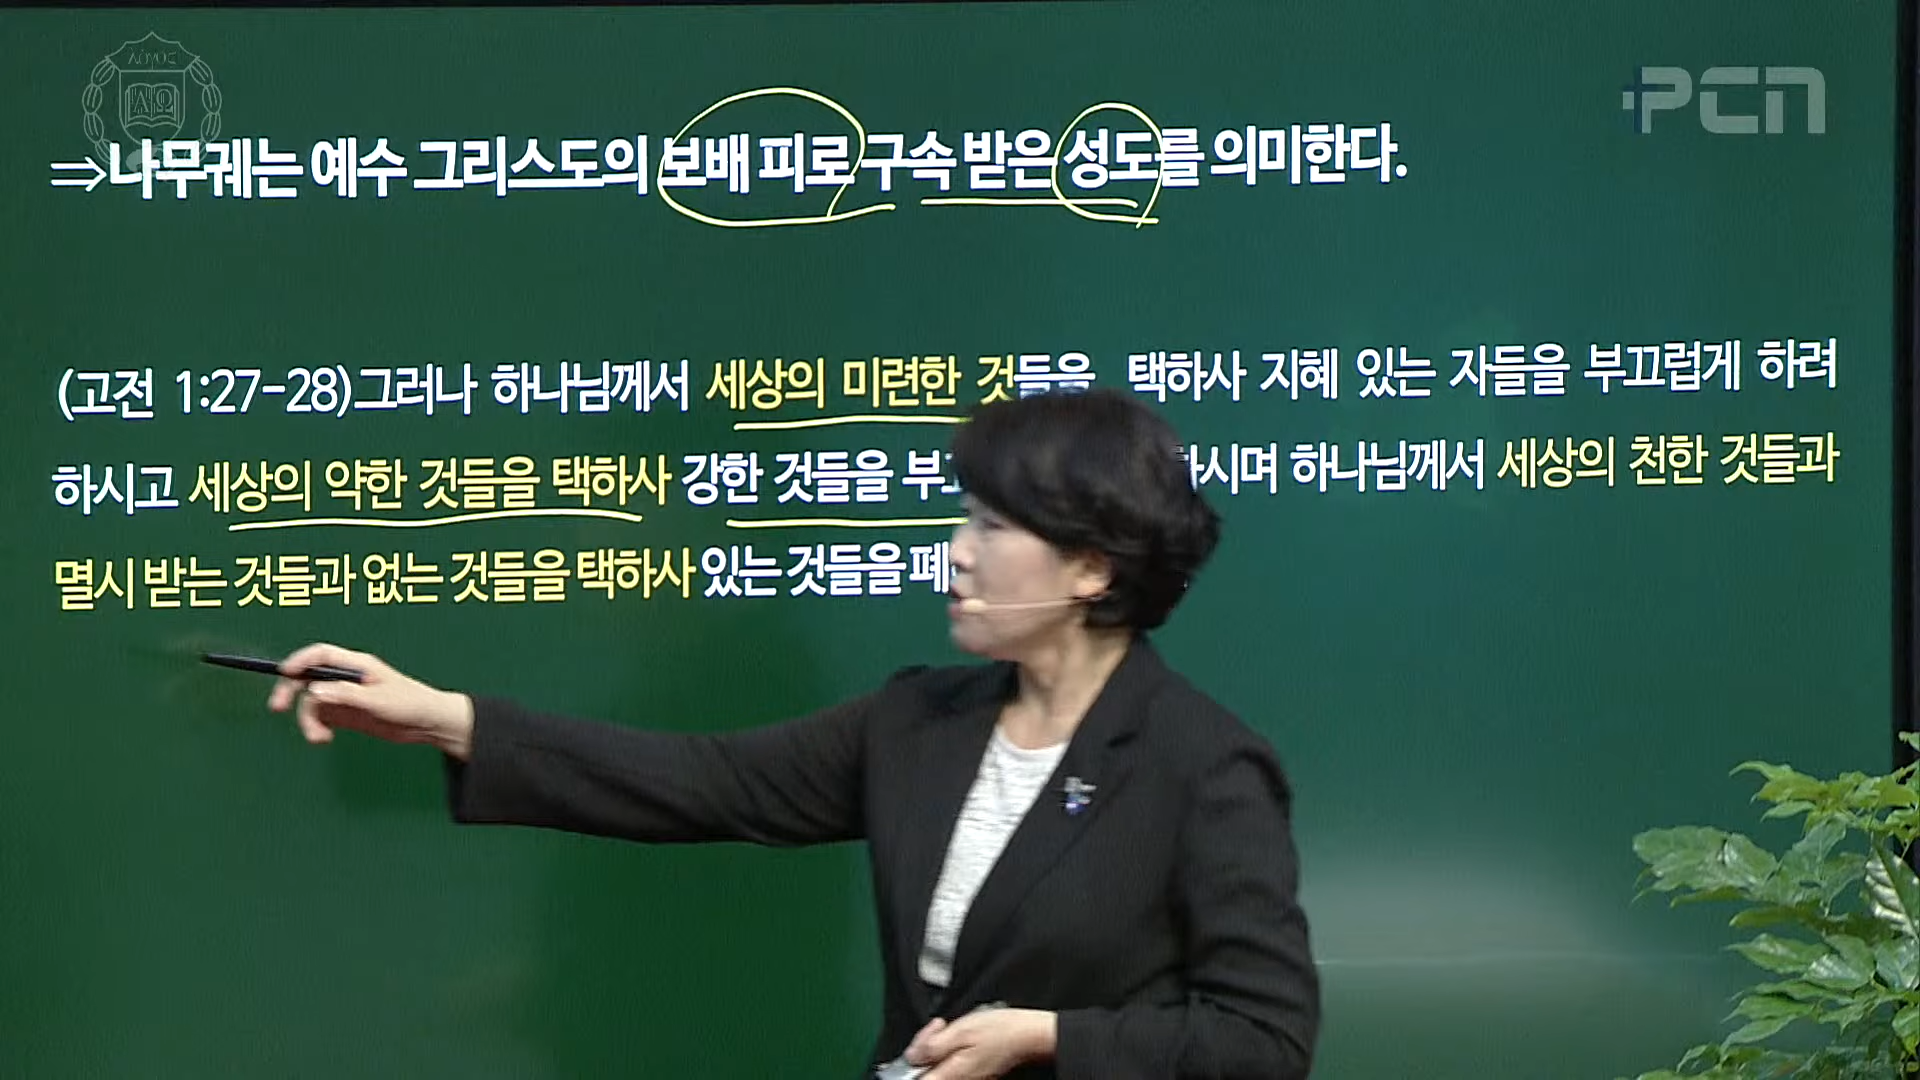 λόγος
A Ω
PCN
⇒나무궤는 예수 그리스도의 보배 피로 구속 받은 성도를 의미한다.
(고전 1:27-28)그러나 하나님께서 세상의 미련한 것들을 택하사 지혜 있는 자들을 부끄럽게 하려
하시고 세상의 약한 것들을 택하사 강한 것들을 하시며 하나님께서 세상의 천한 것들과
멸시 받는 것들과 없는 것들을 택하사 있는 것들을